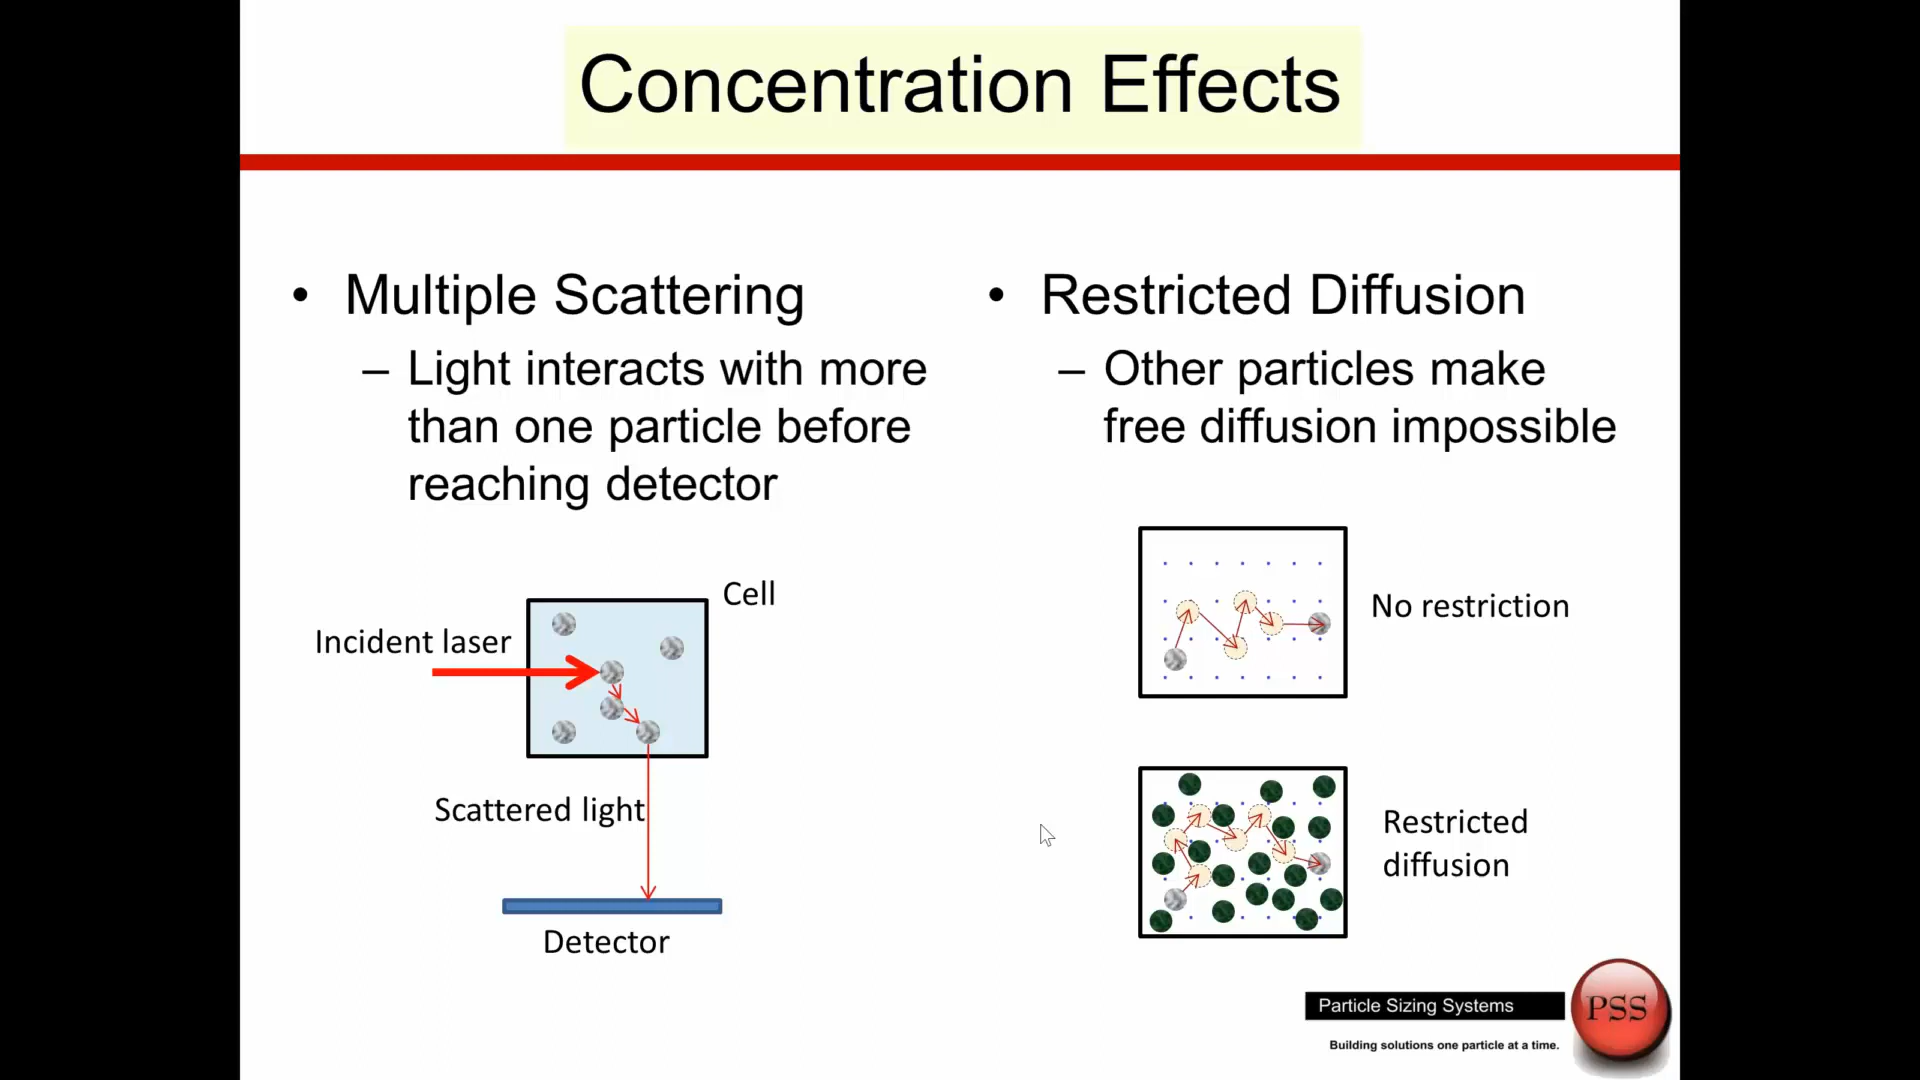 Concentration Effects
• Multiple Scattering
– Light interacts with more
than one particle before
reaching detector
Cell
Incident laser
Scattered light
Detector
• Restricted Diffusion
– Other particles make
free diffusion impossible
No restriction
Restricted
diffusion
Particle Sizing Systems
PSS
Building solutions one particle at a time.